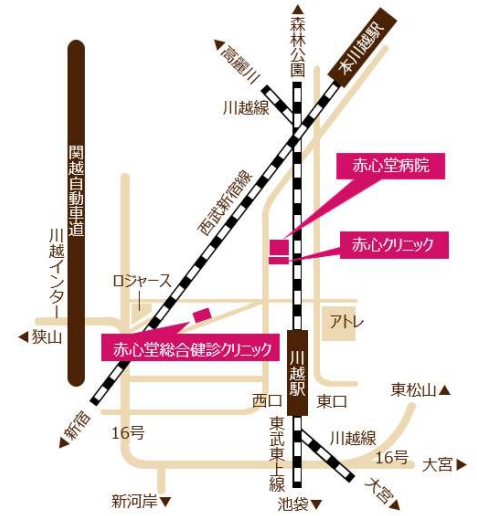 ▲森林公園
本川越駅
▲高麗川
川越線
関越自動車道
川越インター
西武新宿線
赤心堂病院
赤心クリニック
ロジャース
アトレ
◀狭山
赤心堂総合健診クリニック
川越駅
西口
東口
東松山▲
◀新宿
16号
東武東上線
川越線
16号
大宮▶
新河岸▼
池袋▼
大宮▶